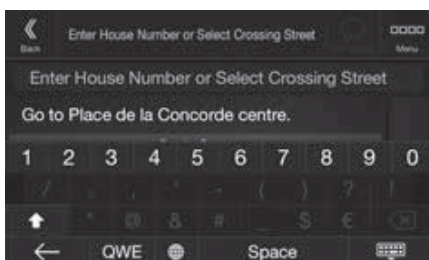 Enter House Number or Select Crossing Street
Back
Menu
Enter House Number or Select Crossing Street
Go to Place de la Concorde centre.
1 2 3 4 5 6 7 8 9 0
/ - ( ) ? !
@ & # _ $ €
QWE Space